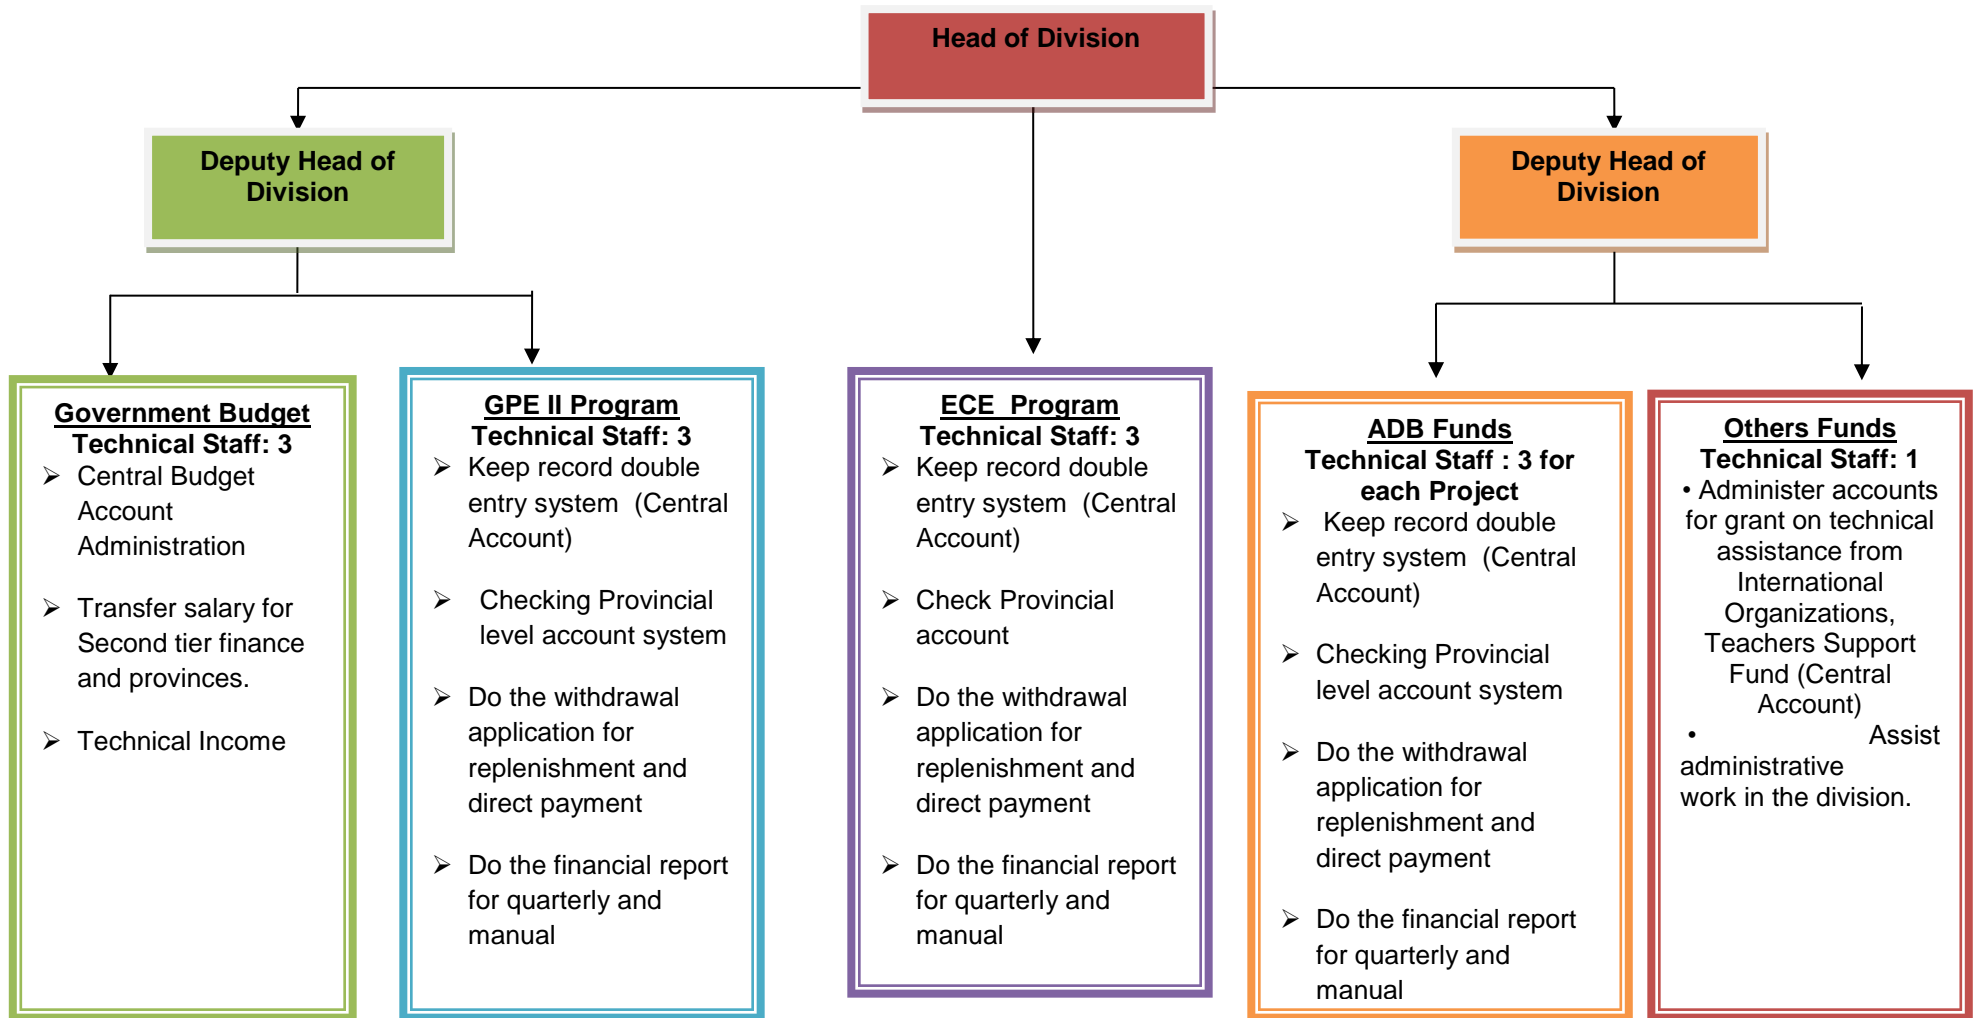 Head of Division
Deputy Head of
Division
Deputy Head of
Division
Government Budget
Technical Staff: 3
➢ Central Budget
Account
Administration
➢ Transfer salary for
Second tier finance
and provinces.
➢ Technical Income
GPE II Program
Technical Staff: 3
➢ Keep record double
entry system (Central
Account)
➢ Checking Provincial
level account system
➢ Do the withdrawal
application for
replenishment and
direct payment
➢ Do the financial report
for quarterly and
manual
ECE Program
Technical Staff: 3
➢ Keep record double
entry system (Central
Account)
➢ Check Provincial
account
➢ Do the withdrawal
application for
replenishment and
direct payment
➢ Do the financial report
for quarterly and
manual
ADB Funds
Technical Staff : 3 for
each Project
➢ Keep record double
entry system (Central
Account)
➢ Checking Provincial
level account system
➢ Do the withdrawal
application for
replenishment and
direct payment
➢ Do the financial report
for quarterly and
manual
Others Funds
Technical Staff: 1
• Administer accounts
for grant on technical
assistance from
International
Organizations,
Teachers Support
Fund (Central
Account)
• Assist
administrative
work in the division.